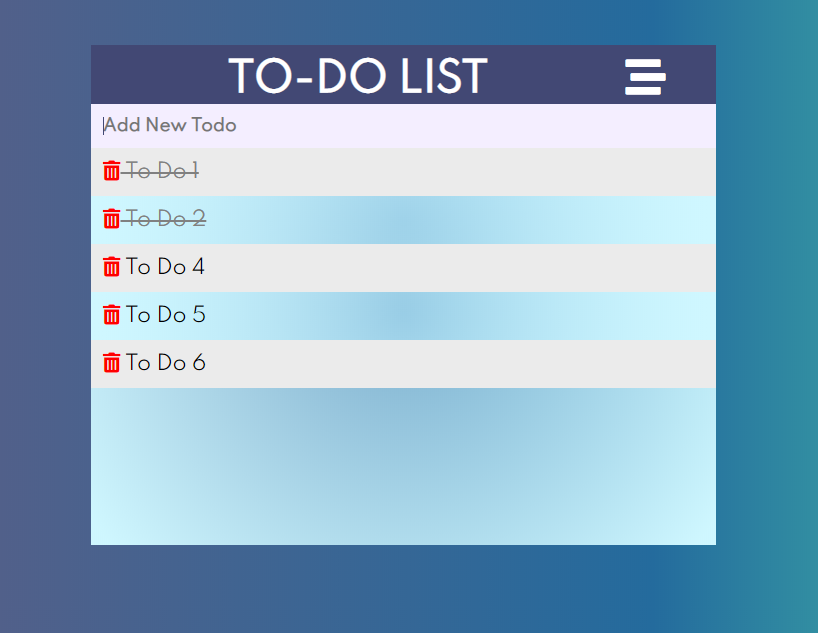 TO-DO LIST
Add New Todo
To Do 1
To Do 2
To Do 4
To Do 5
To Do 6